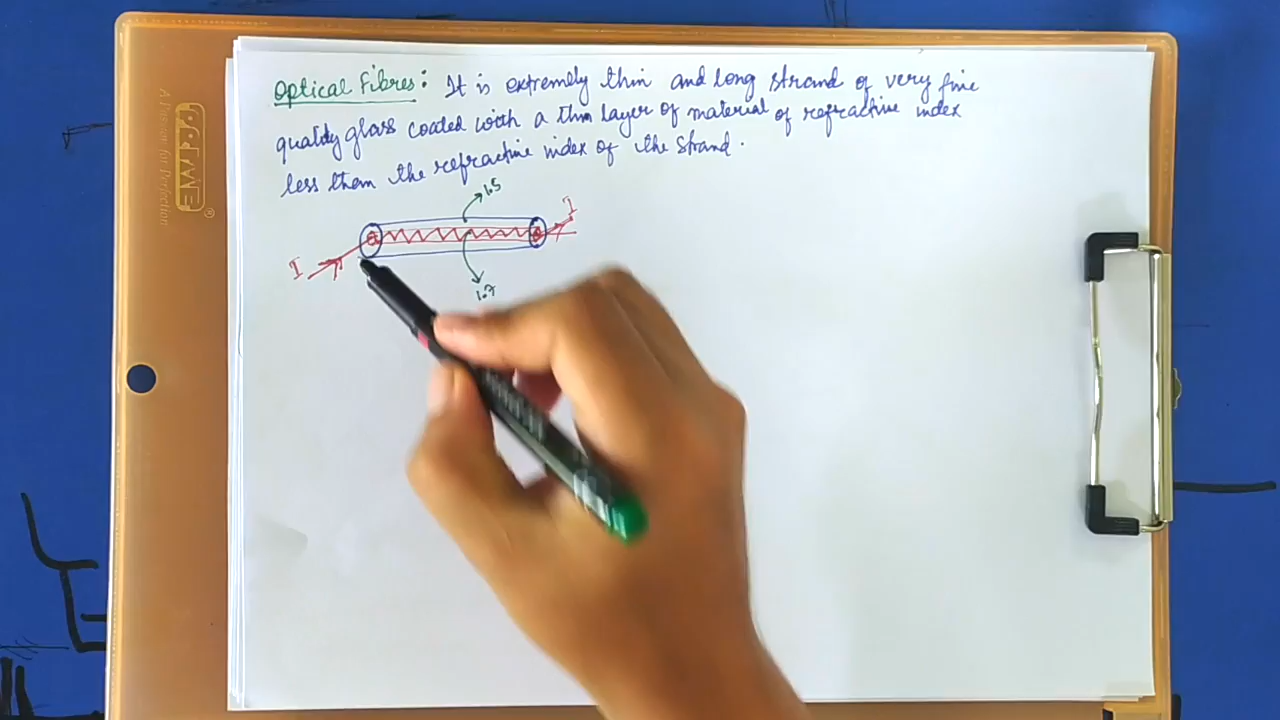 Optical Fibres: It is extremely thin and long strand of very fine
quality glass coated with a thin layer of material of refractive index
less than the refractive index of the strand.
1.5
I
I
1.7